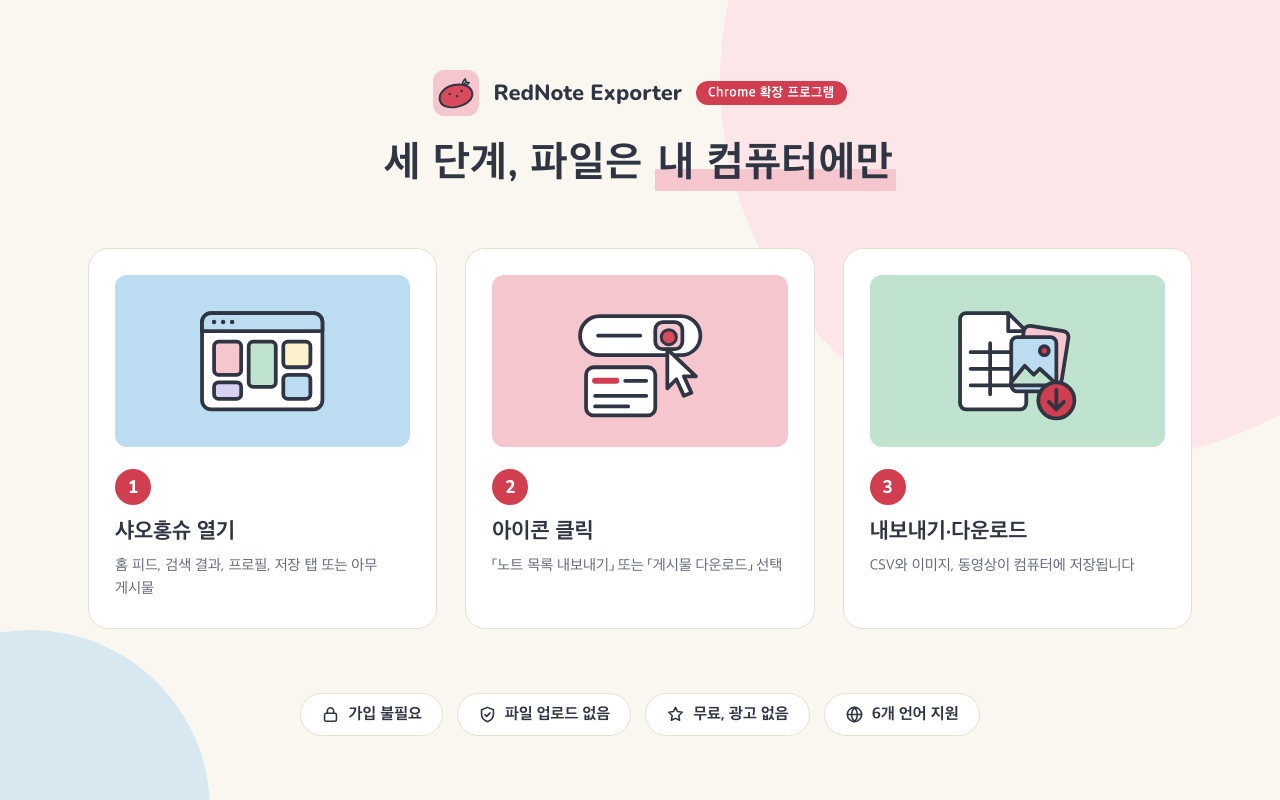 RedNote Exporter
Chrome 확장 프로그램
세 단계, 파일은 내 컴퓨터에만
1
샤오홍슈 열기
홈 피드, 검색 결과, 프로필, 저장 탭 또는 아무
게시물
2
아이콘 클릭
「노트 목록 내보내기」 또는 「게시물 다운로드」 선택
3
내보내기·다운로드
CSV와 이미지, 동영상이 컴퓨터에 저장됩니다
가입 불필요
파일 업로드 없음
무료, 광고 없음
6개 언어 지원